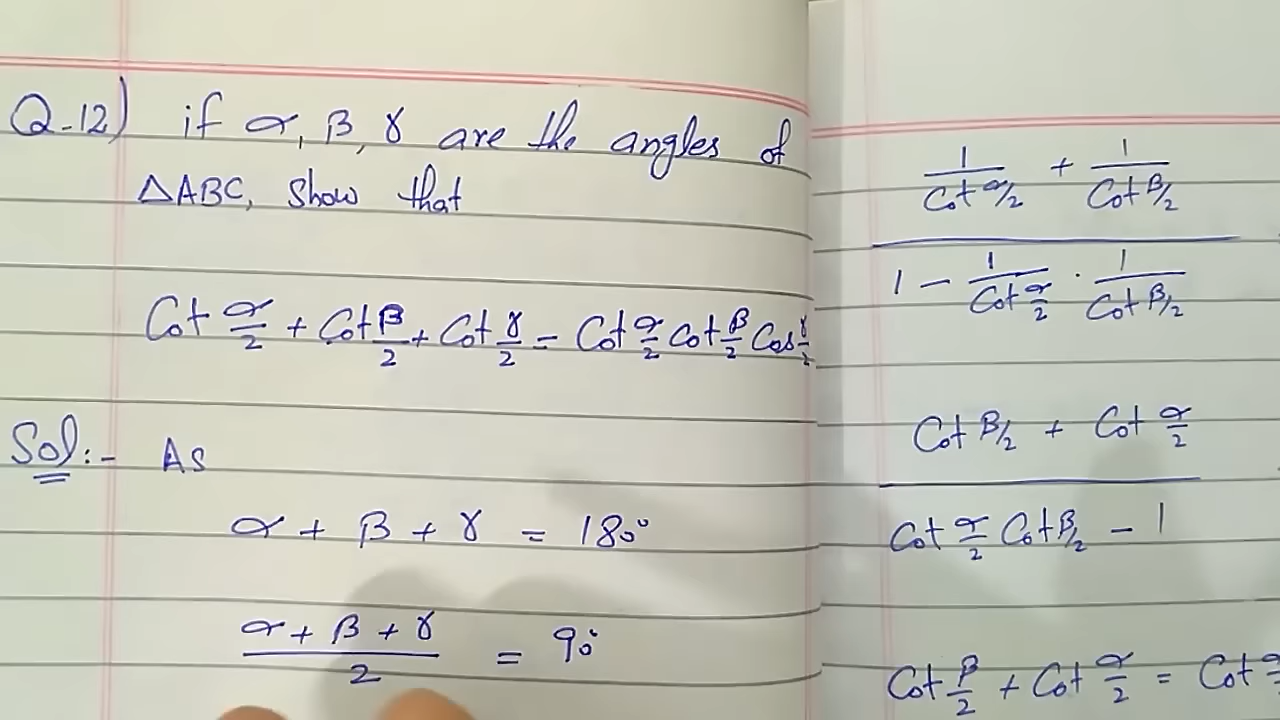 Q.12) if α, β, γ are the angles of
△ABC, Show that
Cot α/2 + Cot β/2 + Cot γ/2 = Cot α/2 Cot β/2 Cos γ/2
Sol:- As
α + β + γ = 180°
(α + β + γ)/2 = 90°
1/(Cot α/2) + 1/(Cot β/2)
1 - 1/(Cot α/2) · 1/(Cot β/2)
Cot β/2 + Cot α/2
Cot α/2 Cot β/2 - 1
Cot β/2 + Cot α/2 = Cot